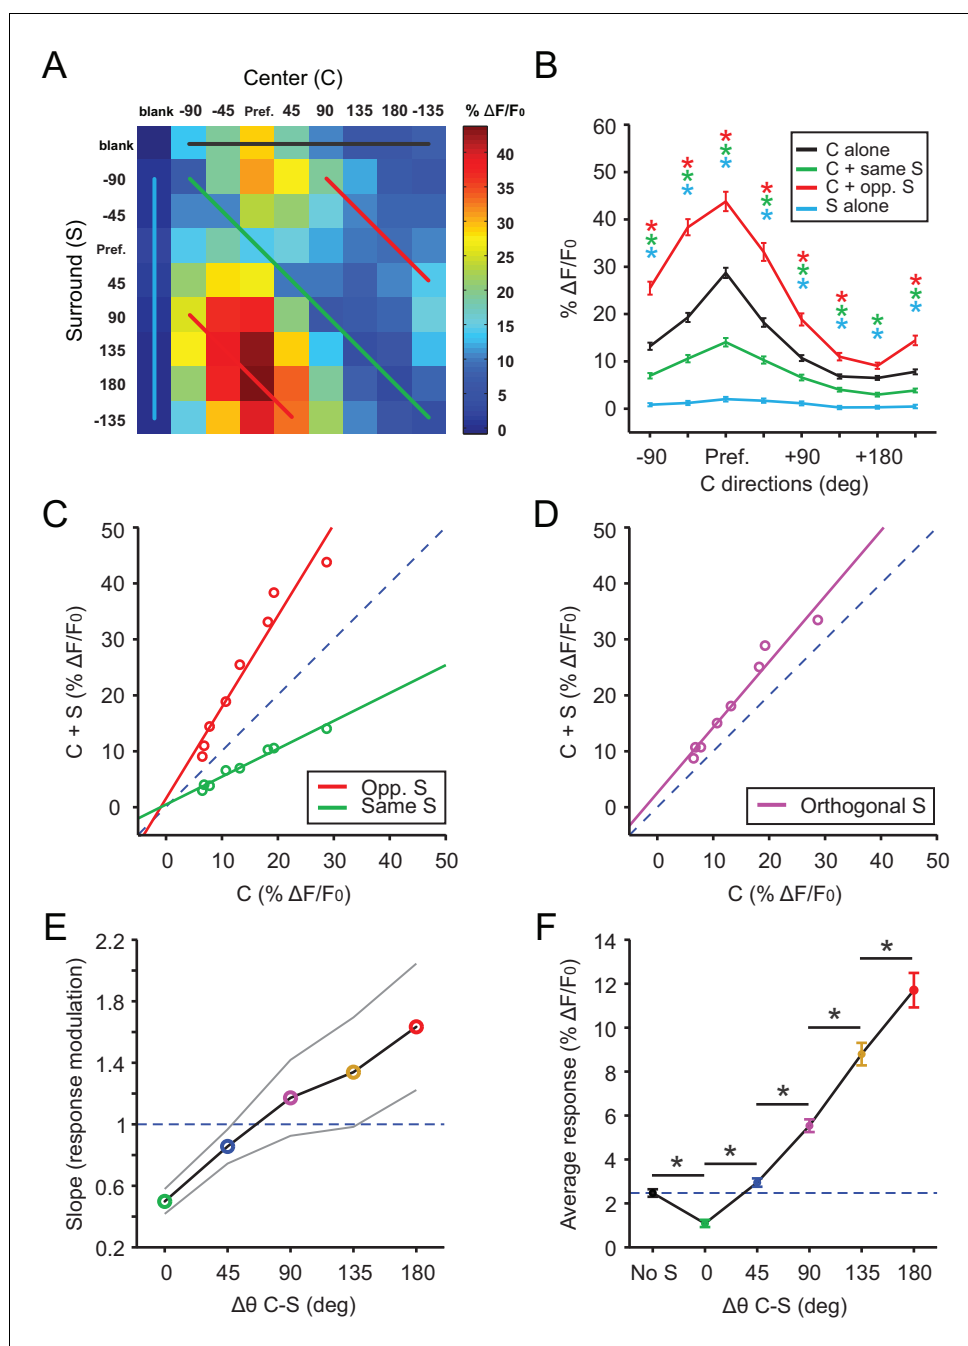 A
Center (C)
blank -90 -45 Pref. 45 90 135 180 -135
% ΔF/F0
Surround (S)
blank
-90
-45
Pref.
45
90
135
180
-135
40
35
30
25
20
15
10
5
0
B
% ΔF/F0
60
50
40
30
20
10
0
C alone
C + same S
C + opp. S
S alone
* * * * * * *
* * * * * * * *
* * * * * * * *
-90 Pref. +90 +180
C directions (deg)
C
C + S (% ΔF/F0)
50
40
30
20
10
0
Opp. S
Same S
0 10 20 30 40 50
C (% ΔF/F0)
D
C + S (% ΔF/F0)
50
40
30
20
10
0
Orthogonal S
0 10 20 30 40 50
C (% ΔF/F0)
E
Slope (response modulation)
2.2
1.8
1.4
1
0.6
0.2
0 45 90 135 180
Δθ C-S (deg)
F
Average response (% ΔF/F0)
14
12
10
8
6
4
2
0
* * * * *
No S 0 45 90 135 180
Δθ C-S (deg)